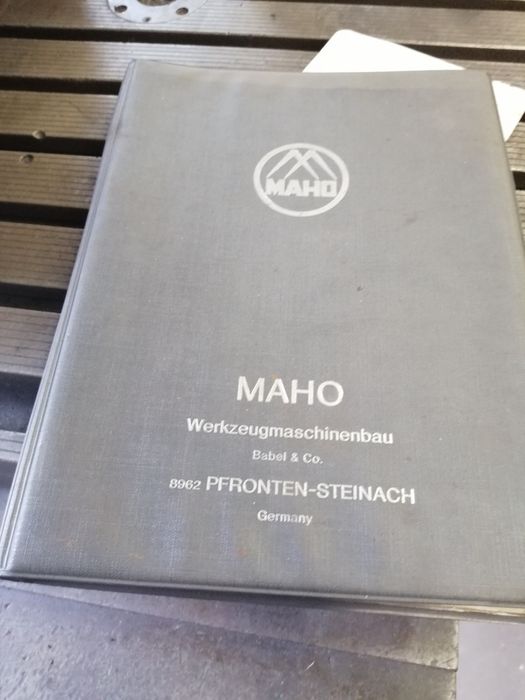 MAHO
MAHO
Werkzeugmaschinenbau
Babel & Co.
8962 PFRONTEN-STEINACH
Germany